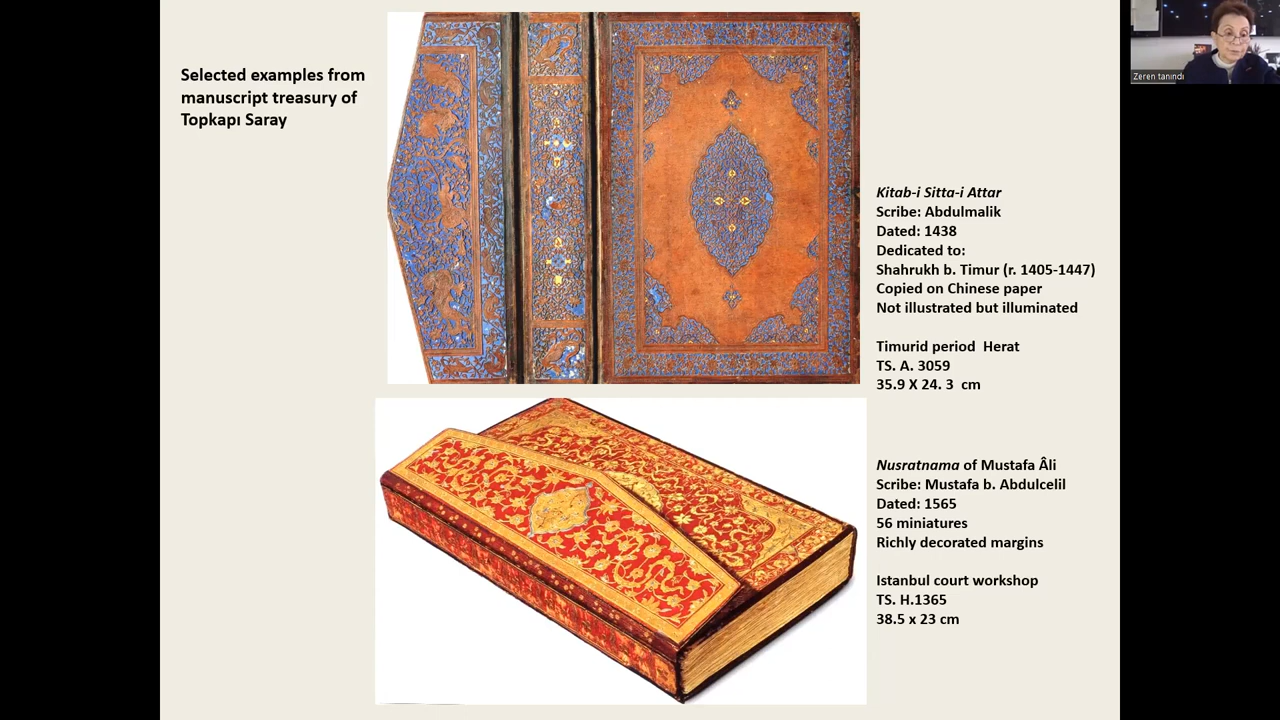 Selected examples from
manuscript treasury of
Topkapı Saray
Kitab-i Sitta-i Attar
Scribe: Abdulmalik
Dated: 1438
Dedicated to:
Shahrukh b. Timur (r. 1405-1447)
Copied on Chinese paper
Not illustrated but illuminated
Timurid period  Herat
TS. A. 3059
35.9 X 24. 3  cm
Nusratnama of Mustafa Âli
Scribe: Mustafa b. Abdulcelil
Dated: 1565
56 miniatures
Richly decorated margins
Istanbul court workshop
TS. H.1365
38.5 x 23 cm
Zeren tanındı